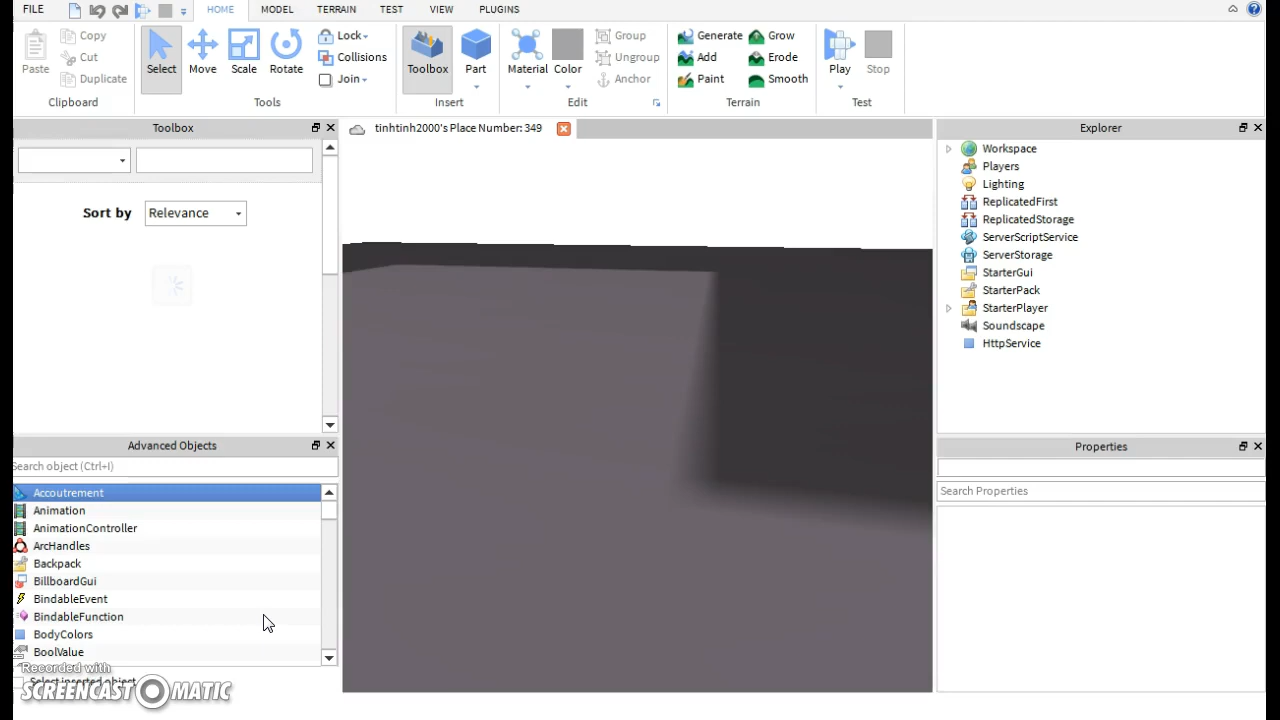 FILE HOME MODEL TERRAIN TEST VIEW PLUGINS
Paste
Copy
Cut
Duplicate
Clipboard
Select
Move
Scale
Rotate
Lock
Collisions
Join
Tools
Toolbox
Part
Insert
Material
Color
Group
Ungroup
Anchor
Edit
Generate
Grow
Add
Erode
Paint
Smooth
Terrain
Play
Stop
Test
Toolbox
Sort by
Relevance
Advanced Objects
Search object (Ctrl+I)
Accoutrement
Animation
AnimationController
ArcHandles
Backpack
BillboardGui
BindableEvent
BindableFunction
BodyColors
BoolValue
Select inserted object
Recorded with
SCREENCAST MATIC
tinhtinh2000's Place Number: 349
Explorer
Workspace
Players
Lighting
ReplicatedFirst
ReplicatedStorage
ServerScriptService
ServerStorage
StarterGui
StarterPack
StarterPlayer
Soundscape
HttpService
Properties
Search Properties